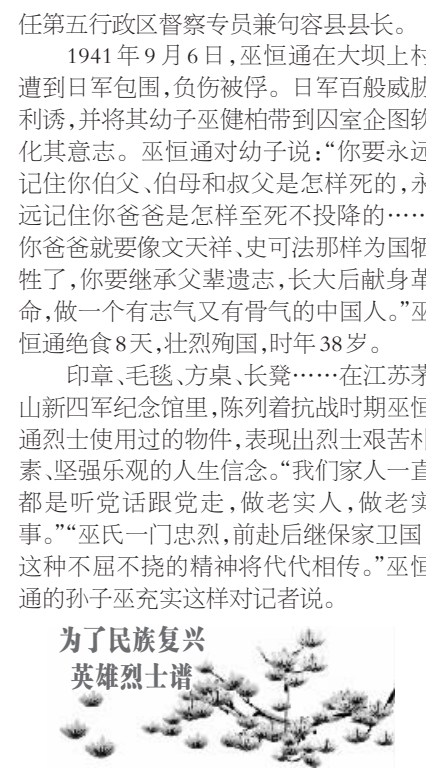 任第五行政区督察专员兼句容县县长。
1941年9月6日，巫恒通在大坝上村
遭到日军包围，负伤被俘。日军百般威胁
利诱，并将其幼子巫健柏带到囚室企图软
化其意志。巫恒通对幼子说：“你要永远
记住你伯父、伯母和叔父是怎样死的，永
远记住你爸爸是怎样至死不投降的……
你爸爸就要像文天祥、史可法那样为国牺
牲了，你要继承父辈遗志，长大后献身革
命，做一个有志气又有骨气的中国人。”巫
恒通绝食8天，壮烈殉国，时年38岁。
印章、毛毯、方桌、长凳……在江苏茅
山新四军纪念馆里，陈列着抗战时期巫恒
通烈士使用过的物件，表现出烈士艰苦朴
素、坚强乐观的人生信念。“我们家人一直
都是听党话跟党走，做老实人，做老实
事。”“巫氏一门忠烈，前赴后继保家卫国
这种不屈不挠的精神将代代相传。”巫恒
通的孙子巫充实这样对记者说。
为了民族复兴
英雄烈士谱